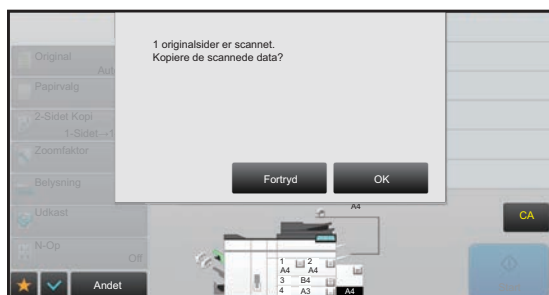 1 originalsider er scannet.
Kopiere de scannede data?
Fortryd
OK
Original
Aut
Papirvalg
2-Sidet Kopi
1-Sidet→1
Zoomfaktor
Belysning
Udkast
N-Op
Off
Andet
A4
CA
1 2
A4 A4
3 B4
4 A3 A4